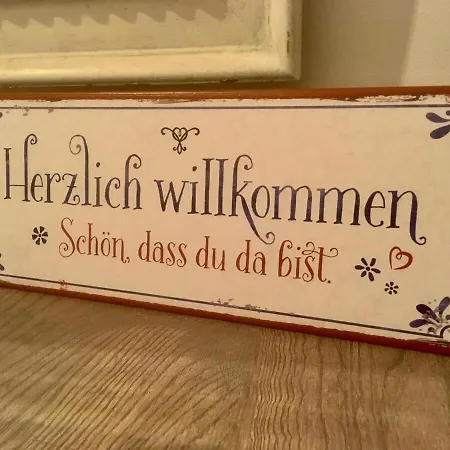 Herzlich willkommen
Schön, dass du da bist.